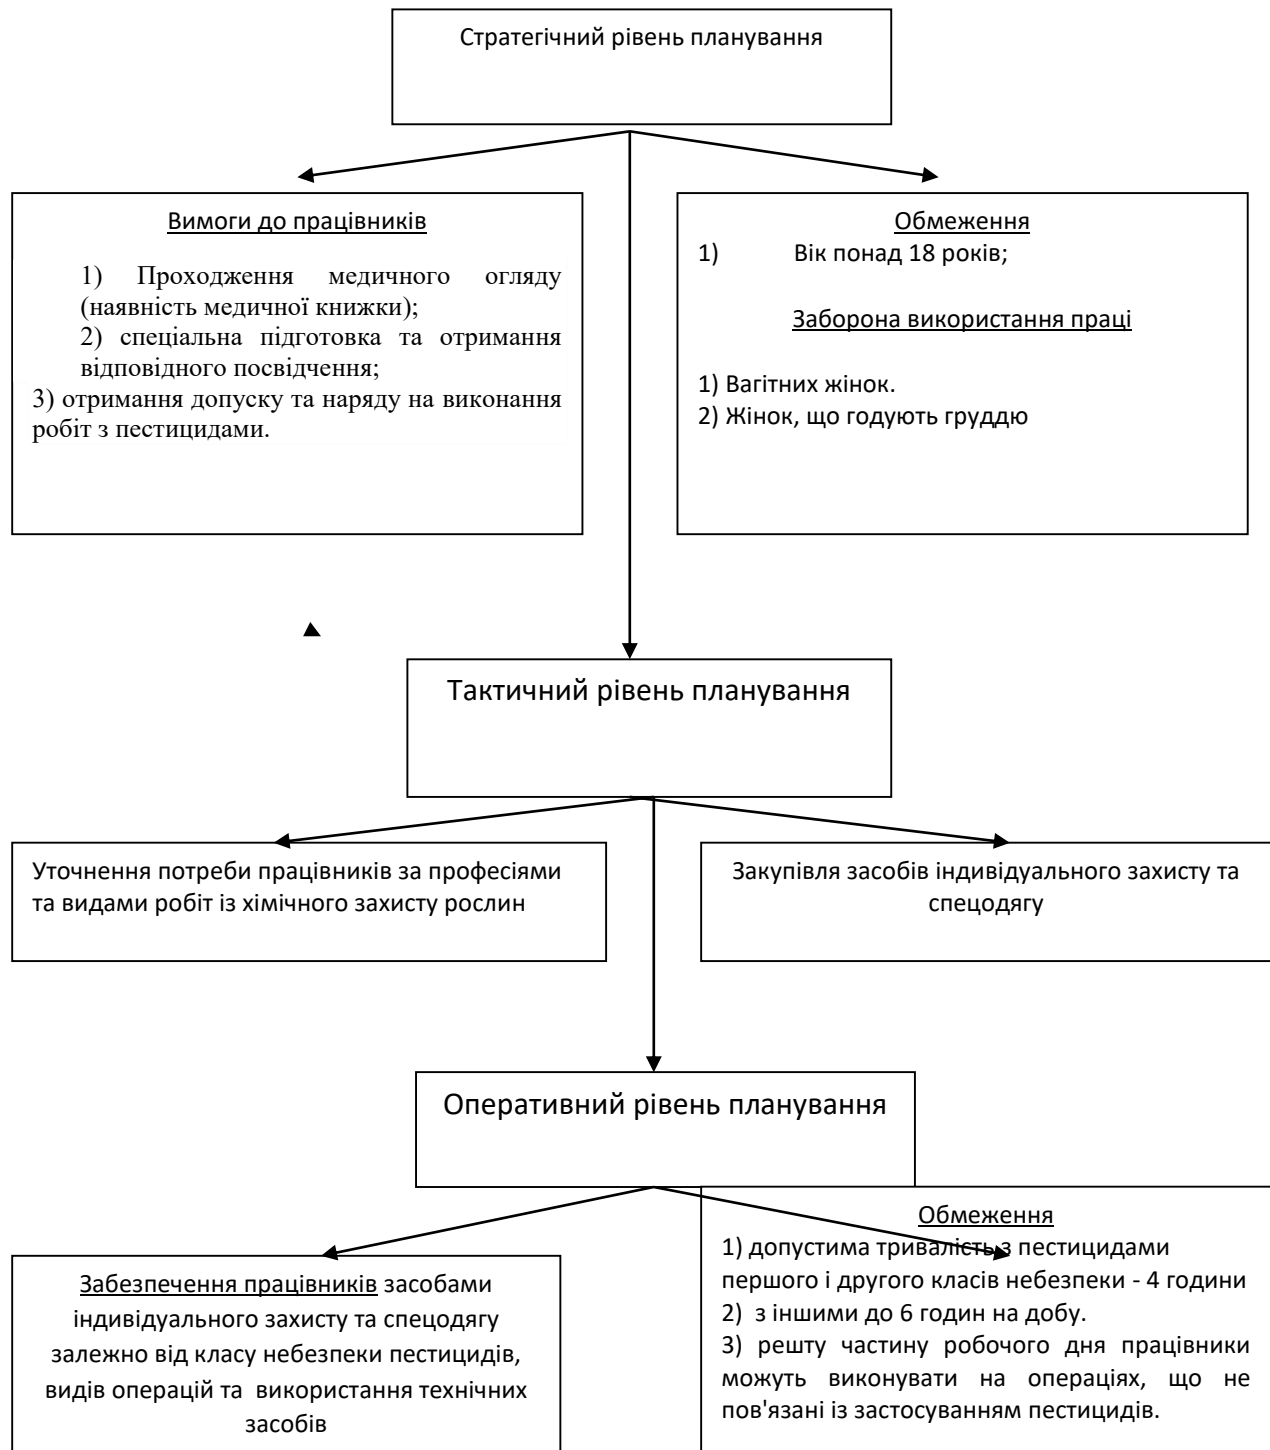 Стратегічний рівень планування
Вимоги до працівників
1) Проходження медичного огляду
(наявність медичної книжки);
2) спеціальна підготовка та отримання
відповідного посвідчення;
3) отримання допуску та наряду на виконання
робіт з пестицидами.
Обмеження
1) Вік понад 18 років;
Заборона використання праці
1) Вагітних жінок.
2) Жінок, що годують груддю
Тактичний рівень планування
Уточнення потреби працівників за професіями
та видами робіт із хімічного захисту рослин
Закупівля засобів індивідуального захисту та
спецодягу
Оперативний рівень планування
Забезпечення працівників засобами
індивідуального захисту та спецодягу
залежно від класу небезпеки пестицидів,
видів операцій та використання технічних
засобів
Обмеження
1) допустима тривалість з пестицидами
першого і другого класів небезпеки - 4 години
2) з іншими до 6 годин на добу.
3) решту частину робочого дня працівники
можуть виконувати на операціях, що не
пов'язані із застосуванням пестицидів.